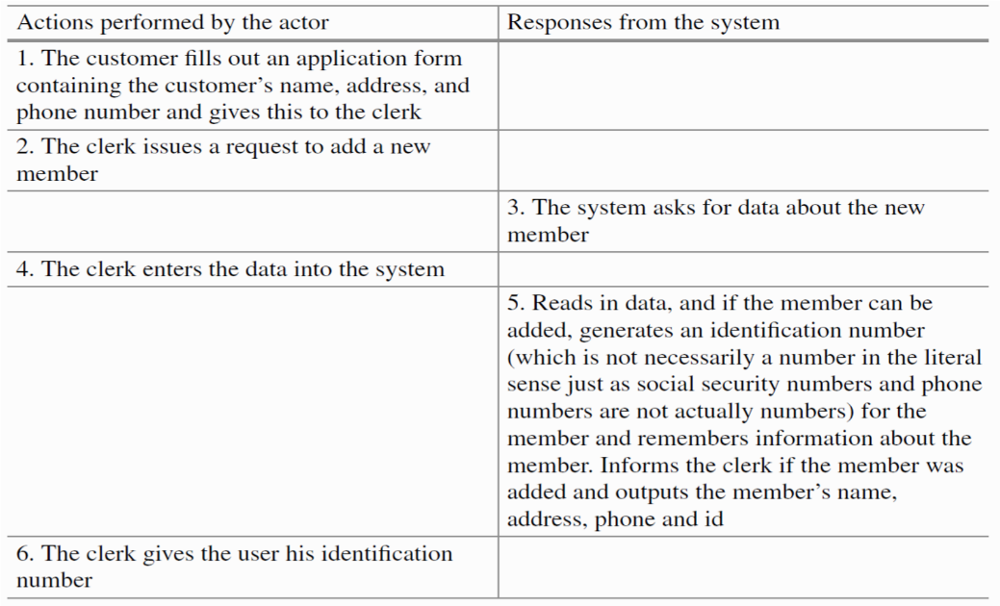 Actions performed by the actor
Responses from the system
1. The customer fills out an application form
containing the customer's name, address, and
phone number and gives this to the clerk
2. The clerk issues a request to add a new
member
3. The system asks for data about the new
member
4. The clerk enters the data into the system
5. Reads in data, and if the member can be
added, generates an identification number
(which is not necessarily a number in the literal
sense just as social security numbers and phone
numbers are not actually numbers) for the
member and remembers information about the
member. Informs the clerk if the member was
added and outputs the member's name,
address, phone and id
6. The clerk gives the user his identification
number